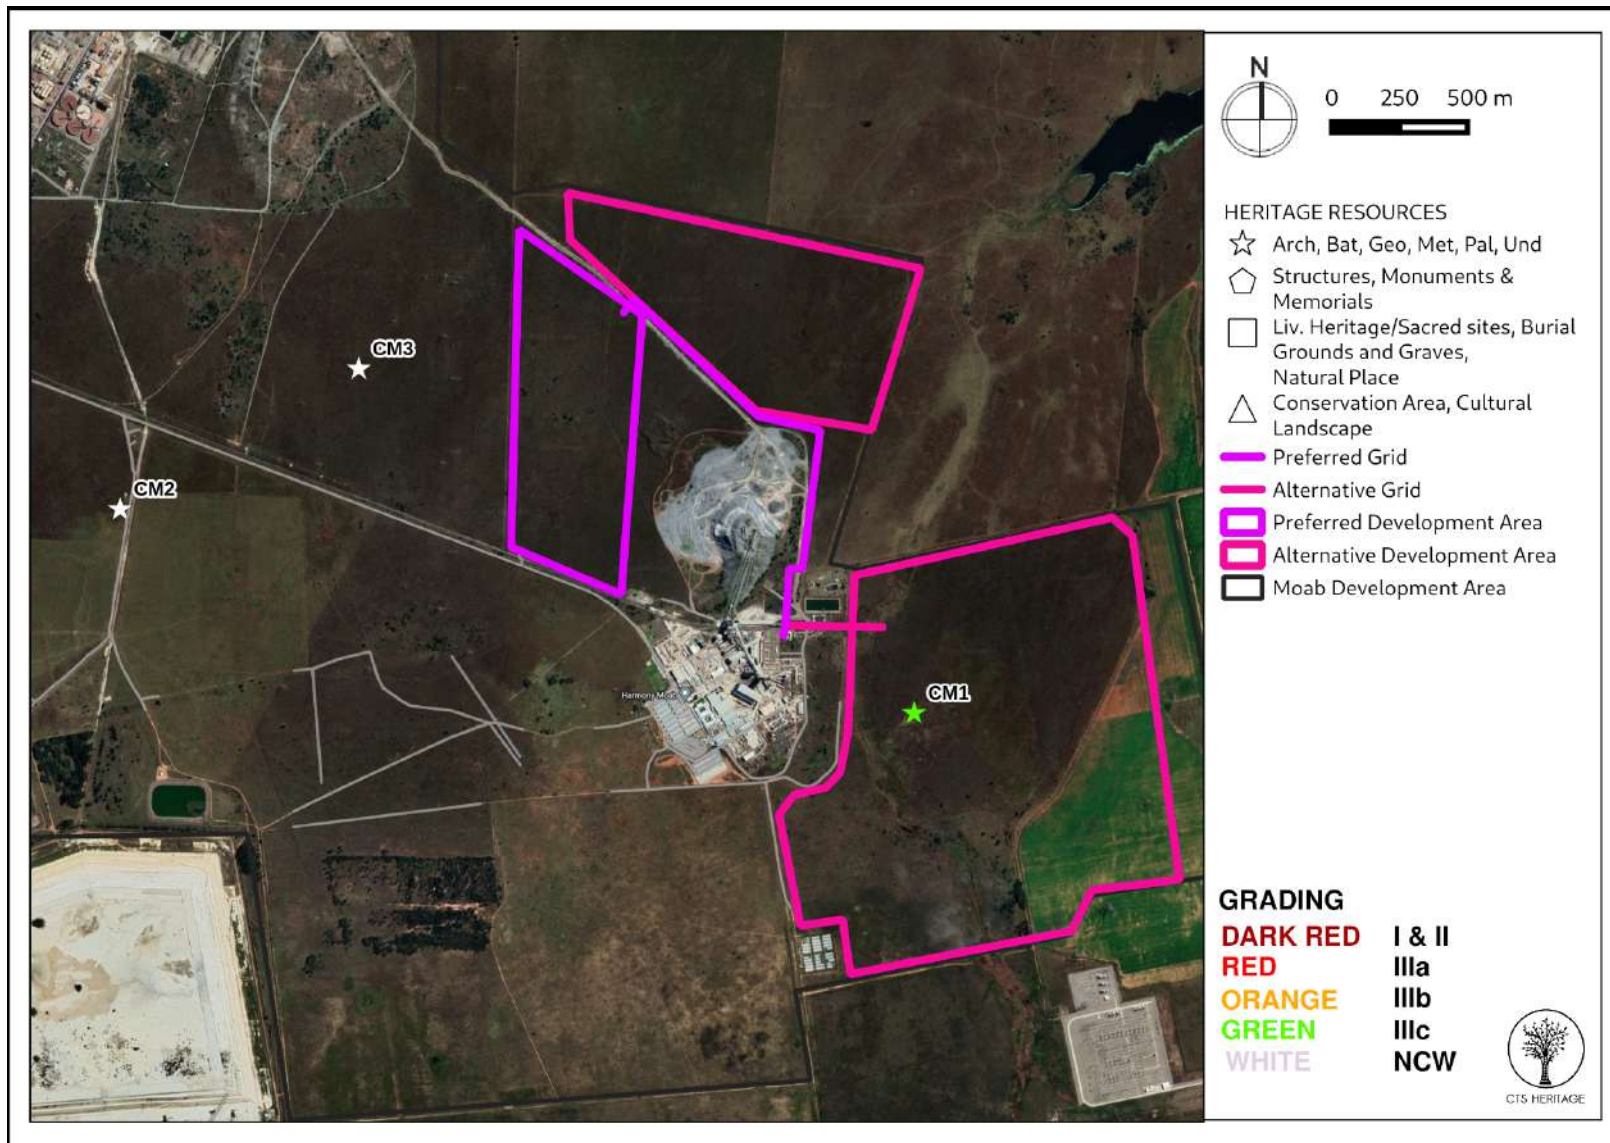 CM3
CM2
CM1
Harmony Moab
N
0 250 500 m
HERITAGE RESOURCES
Arch, Bat, Geo, Met, Pal, Und
Structures, Monuments &
Memorials
Liv. Heritage/Sacred sites, Burial
Grounds and Graves,
Natural Place
Conservation Area, Cultural
Landscape
Preferred Grid
Alternative Grid
Preferred Development Area
Alternative Development Area
Moab Development Area
GRADING
DARK RED I & II
RED IIIa
ORANGE IIIb
GREEN IIIc
WHITE NCW
CTS HERITAGE